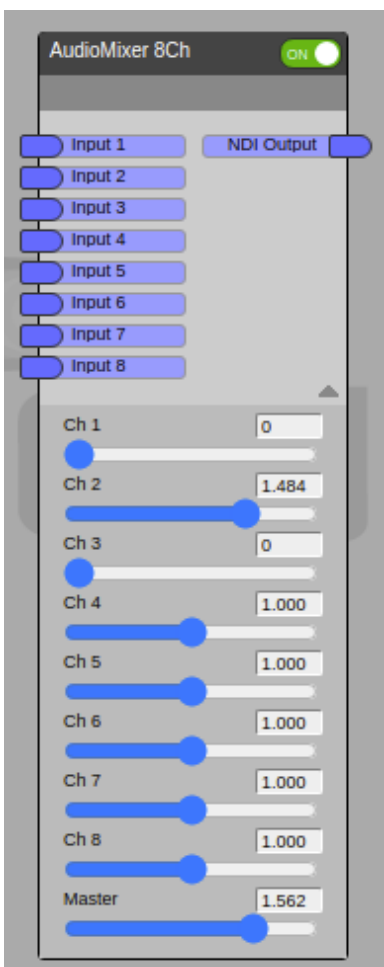 AudioMixer 8Ch ON
Input 1 NDI Output
Input 2
Input 3
Input 4
Input 5
Input 6
Input 7
Input 8
Ch 1 0
Ch 2 1.484
Ch 3 0
Ch 4 1.000
Ch 5 1.000
Ch 6 1.000
Ch 7 1.000
Ch 8 1.000
Master 1.562